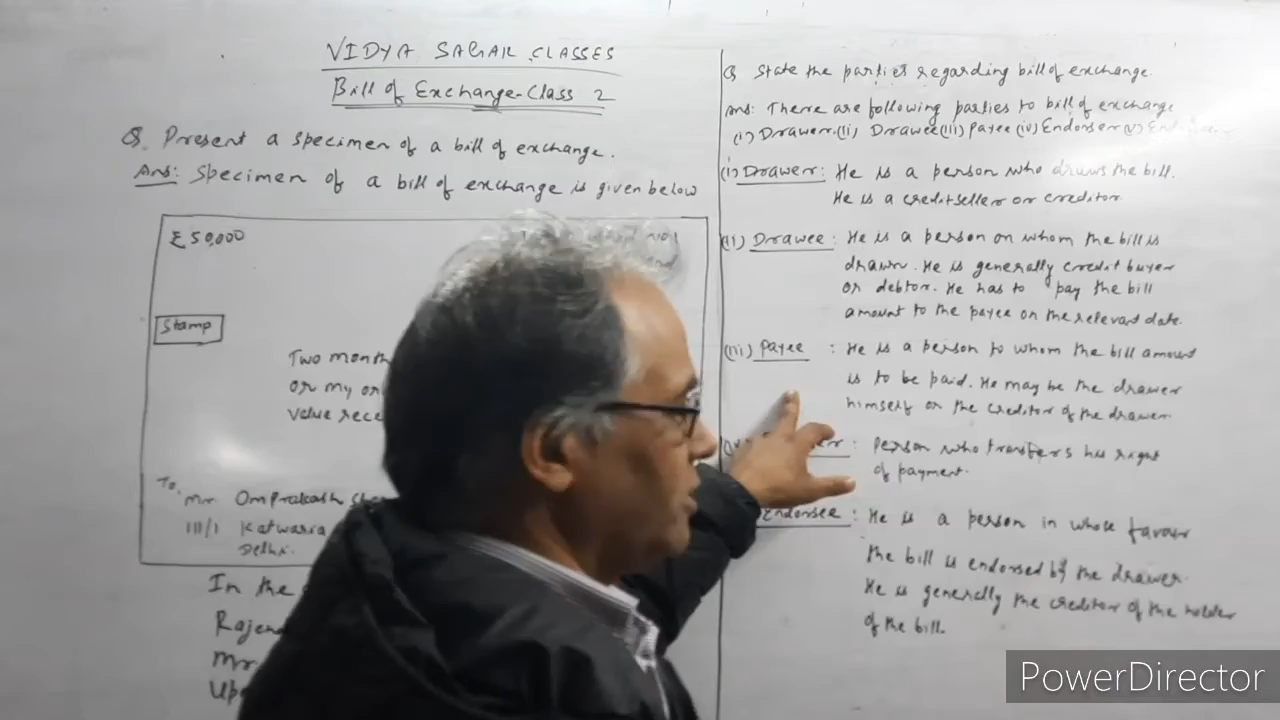 VIDYA SAGAR CLASSES
Bill of Exchange-Class 2
Q. Present a specimen of a bill of exchange.
Ans: Specimen of a bill of exchange is given below
₹ 50,000
Stamp
Two month
or my or
value rece
To,
Mr Omprakash
111/1 Katwaria
Delhi.
In the
Rajen
Mr
Upo
Q State the parties regarding bill of exchange.
Ans: There are following parties to bill of exchange
(i) Drawer (ii) Drawee (iii) Payee (iv) Endorser (v)
(i) Drawer: He is a person who draws the bill.
He is a credit seller or creditor.
(ii) Drawee: He is a person on whom the bill is
drawn. He is generally credit buyer
or debtor. He has to pay the bill
amount to the payee on the relevant date.
(iii) Payee : He is a person to whom the bill amount
is to be paid. He may be the drawer
himself or the creditor of the drawer.
: Person who transfers his right
of payment.
Endorsee : He is a person in whose favour
the bill is endorsed by the drawer.
He is generally the creditor of the holder
of the bill.
PowerDirector